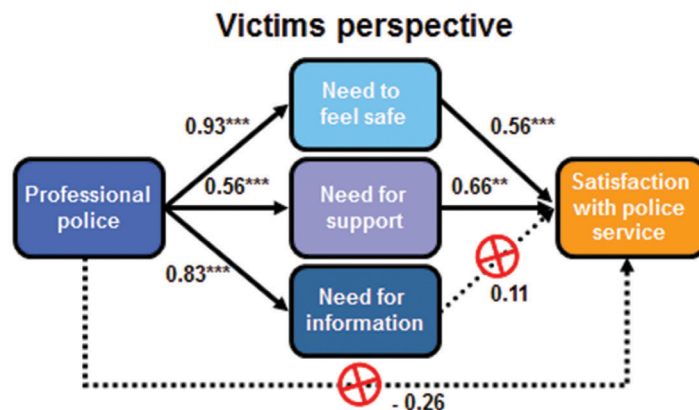 Victims perspective
Need to
feel safe
0.93***
0.56***
Professional
police
0.56***
Need for
support
0.66**
Satisfaction
with police
service
0.83***
Need for
information
0.11
- 0.26